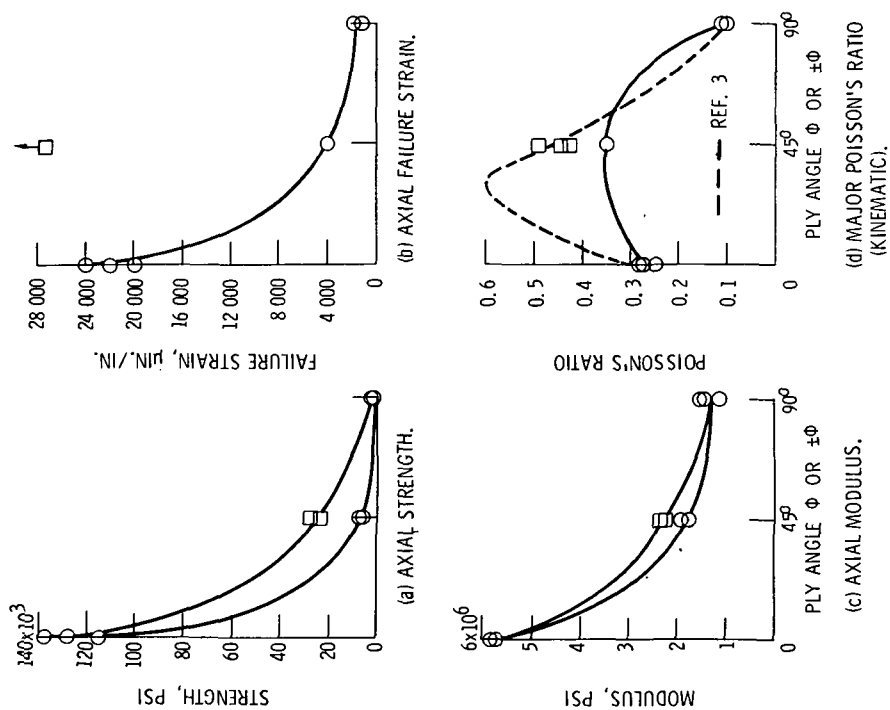 140x10³
120
100
80
60
40
20
0
STRENGTH, PSI
(a) AXIAL STRENGTH.
28 000
24 000
20 000
16 000
12 000
8 000
4 000
0
FAILURE STRAIN, μIN./IN.
(b) AXIAL FAILURE STRAIN.
6x10⁶
5
4
3
2
1
0
45⁰
90⁰
MODULUS, PSI
PLY ANGLE Φ OR ±Φ
(c) AXIAL MODULUS.
0.6
0.5
0.4
0.3
0.2
0.1
0
45⁰
90⁰
POISSON'S RATIO
REF. 3
PLY ANGLE Φ OR ±Φ
(d) MAJOR POISSON'S RATIO
(KINEMATIC).